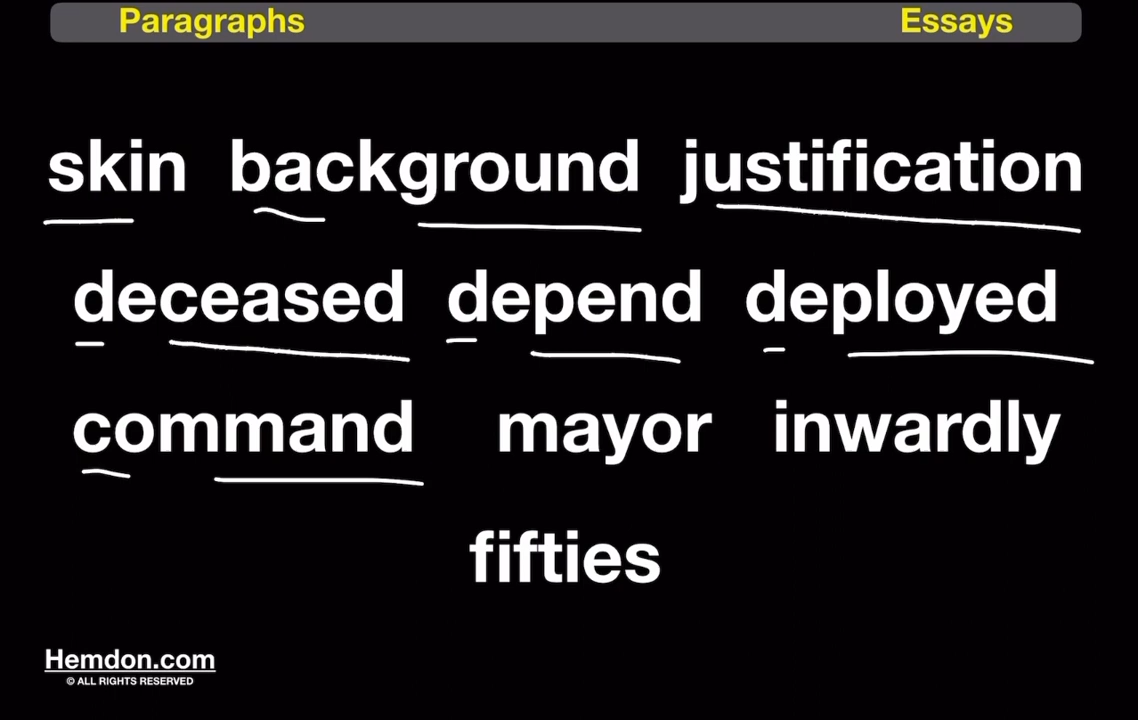 Paragraphs Essays
skin background justification
deceased depend deployed
command mayor inwardly
fifties
Hemdon.com
© ALL RIGHTS RESERVED